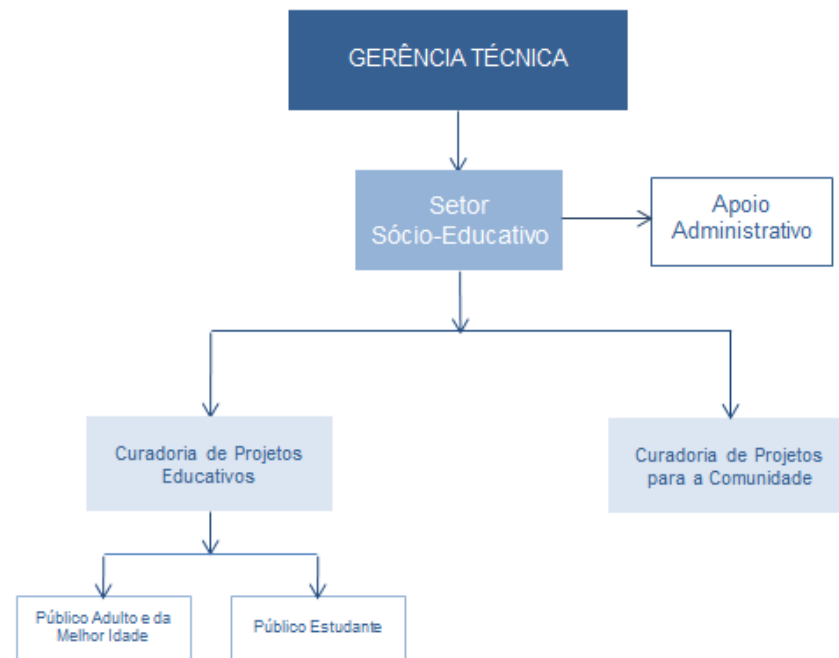 GERÊNCIA TÉCNICA
Setor
Sócio-Educativo
Apoio
Administrativo
Curadoria de Projetos
Educativos
Curadoria de Projetos
para a Comunidade
Público Adulto e da
Melhor Idade
Público Estudante